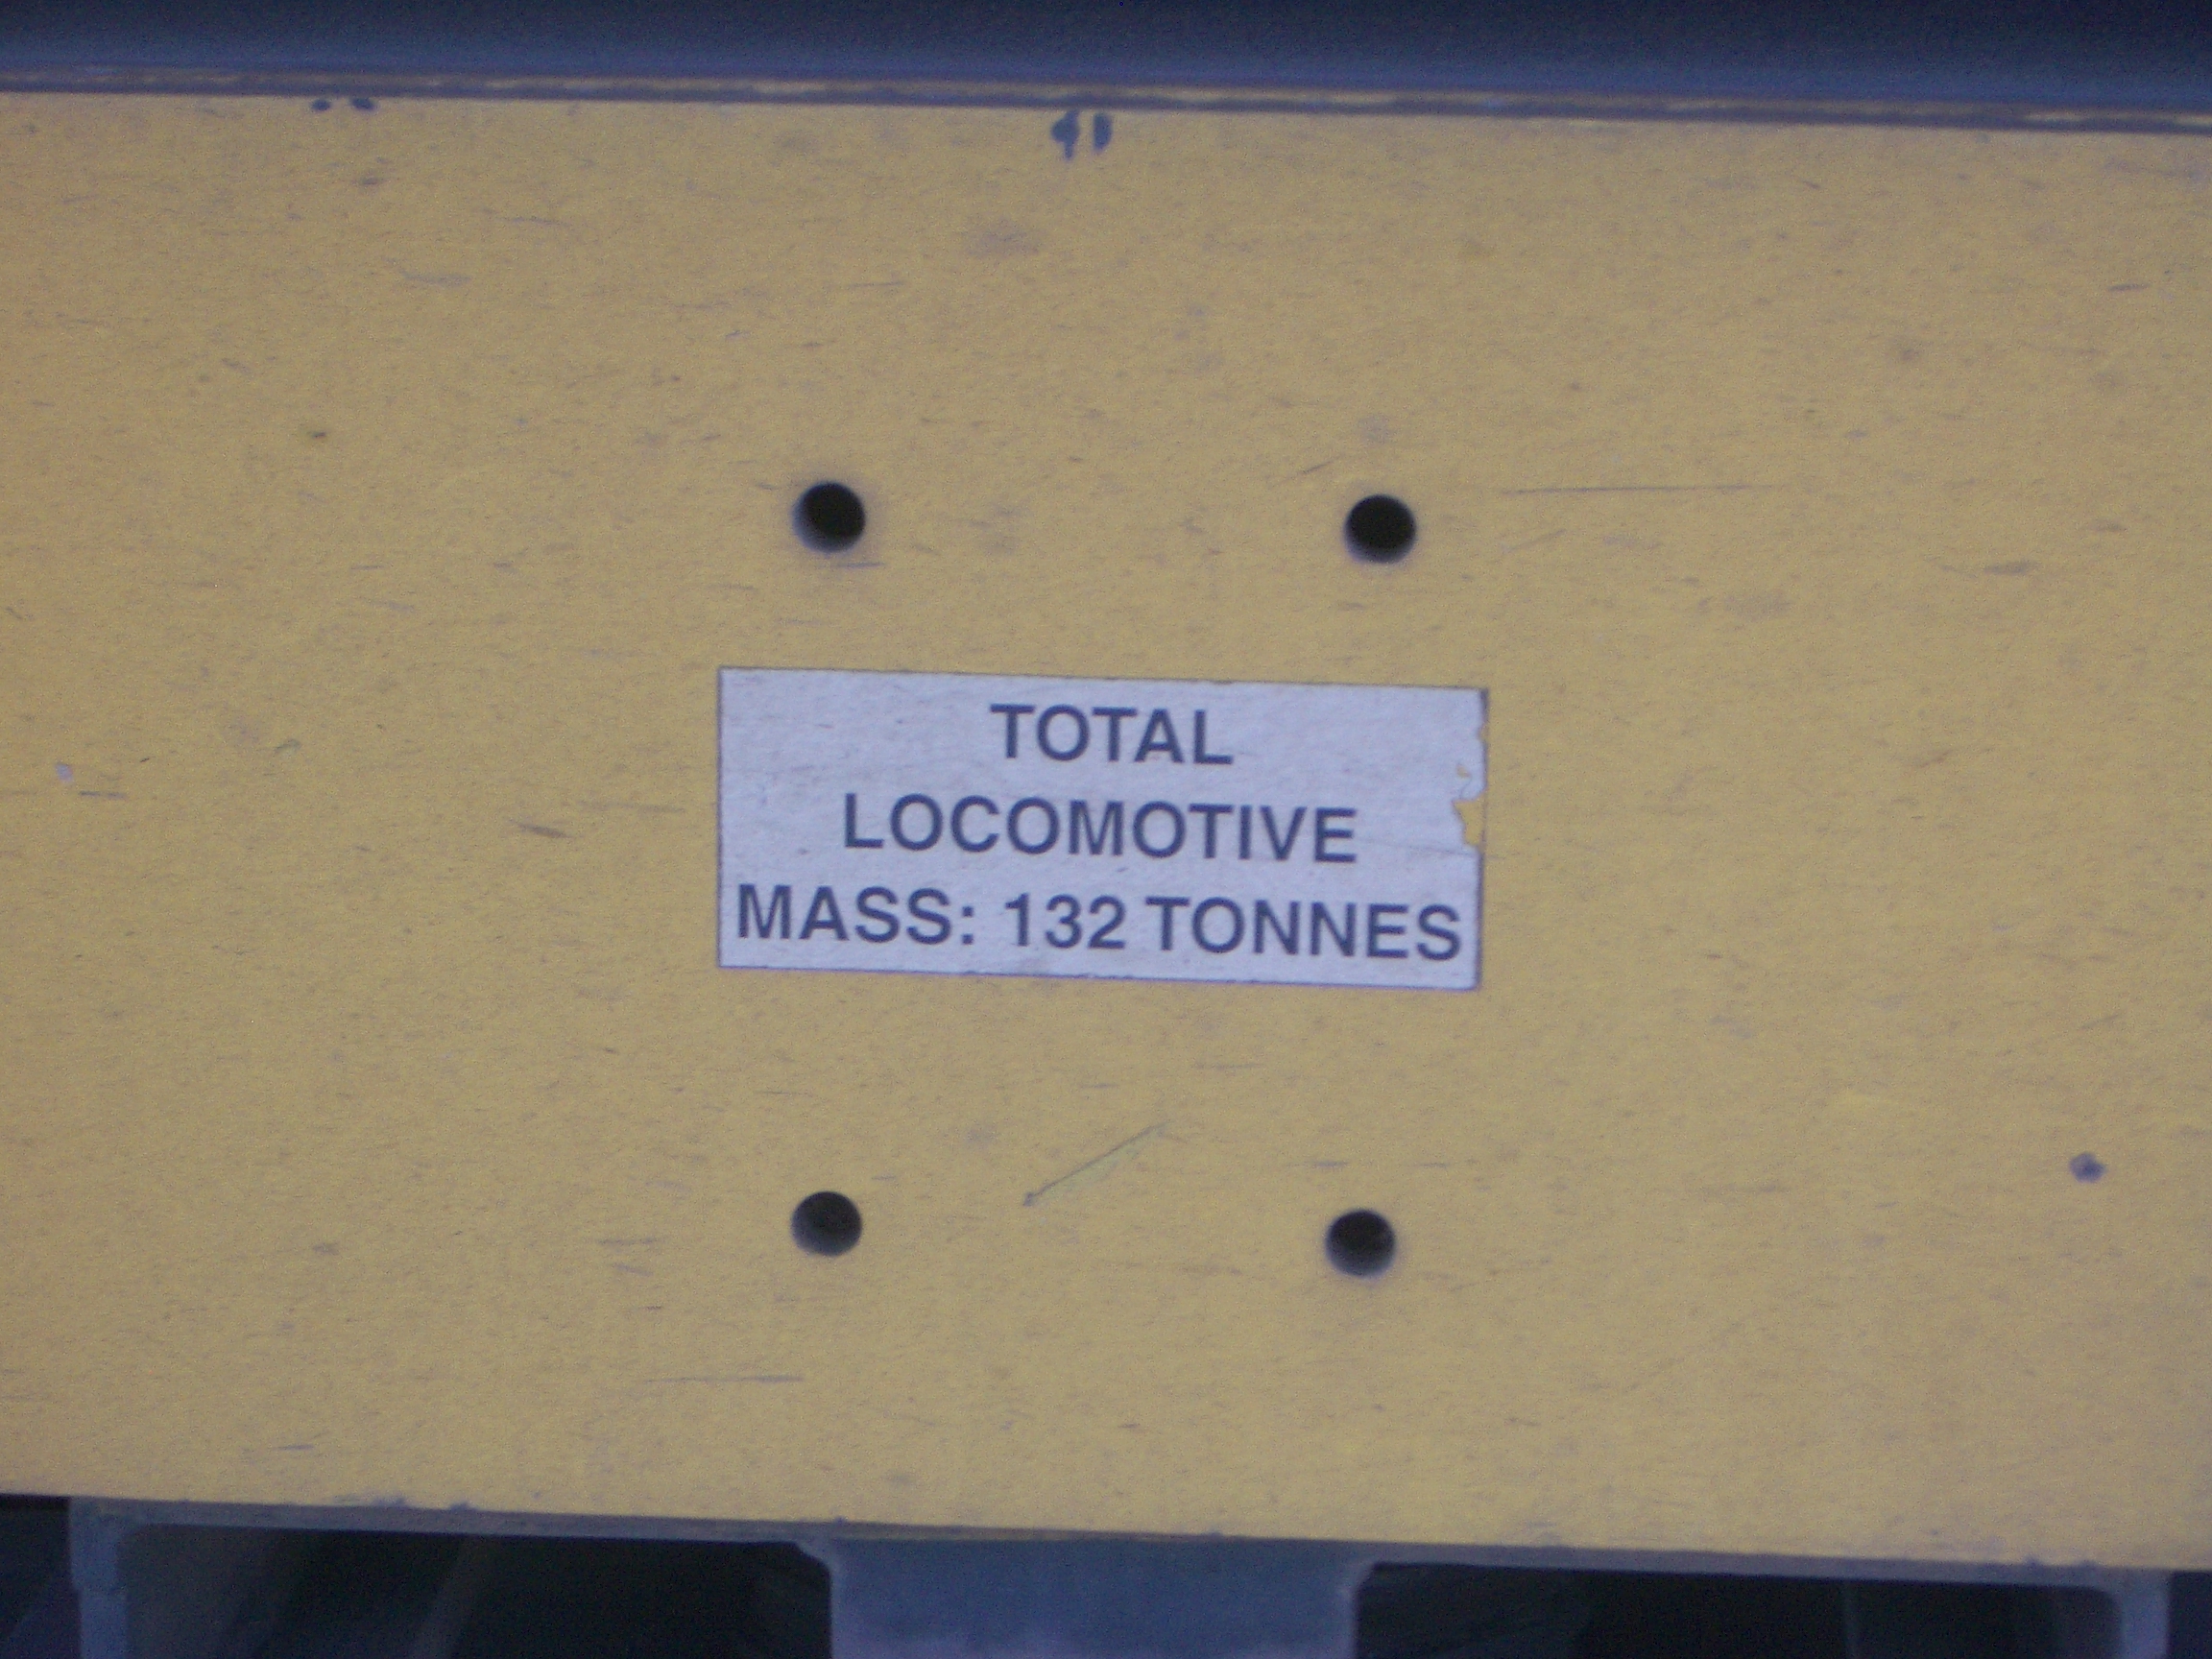 TOTAL
LOCOMOTIVE
MASS: 132 TONNES